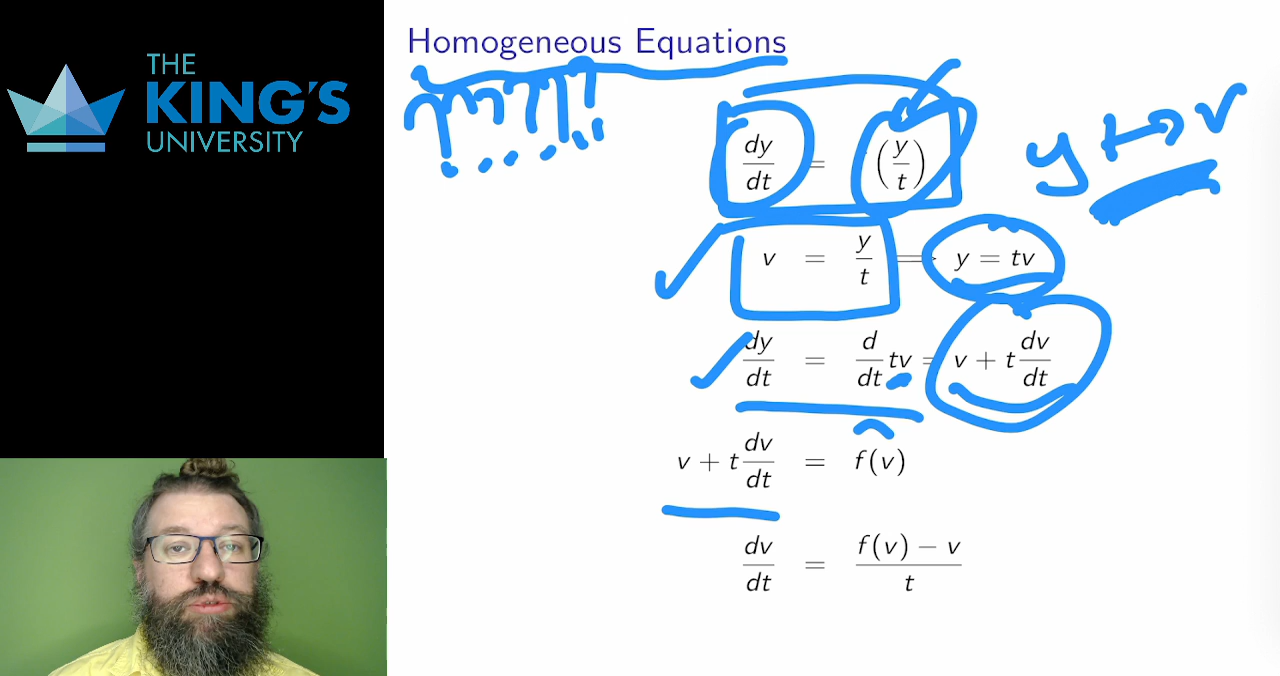 THE
KING'S
UNIVERSITY
Homogeneous Equations
dy/dt = (y/t)
y ↦ v
v = y/t ⟹ y = tv
dy/dt = d/dt tv = v + t dv/dt
v + t dv/dt = f(v)
dv/dt = (f(v) − v)/t